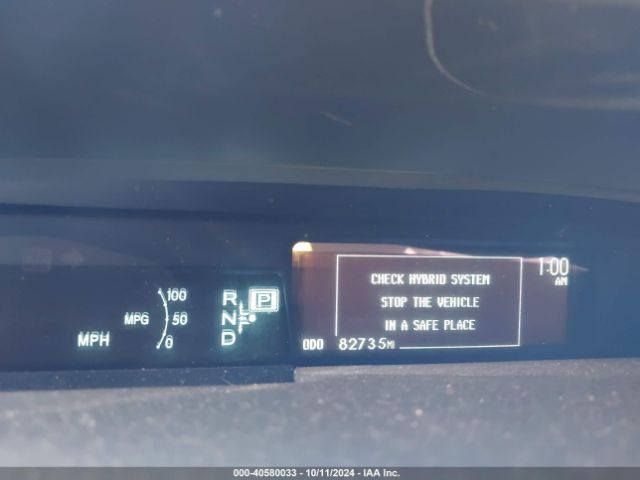 1:00
AM
CHECK HYBRID SYSTEM
STOP THE VEHICLE
IN A SAFE PLACE
ODO 82735MI
100
MPG 50
0
MPH
R
N
D
P
000-40580033 - 10/11/2024 - IAA Inc.